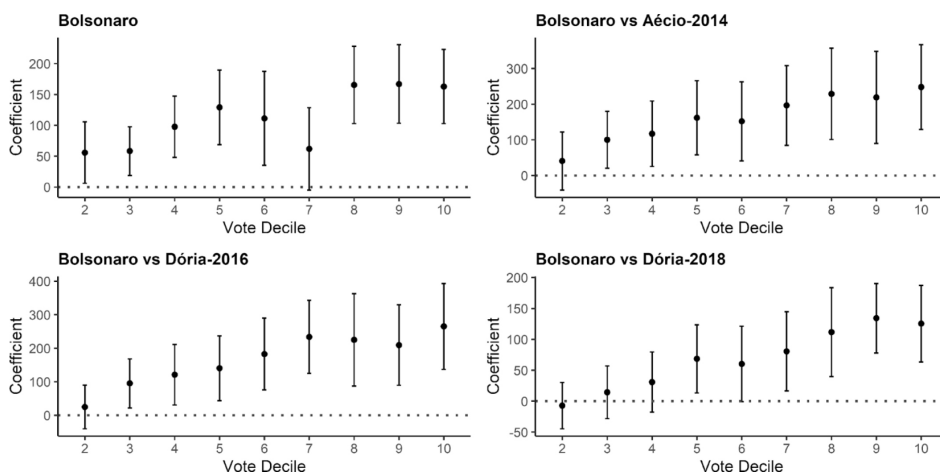 Bolsonaro
Coefficient
200
150
100
50
0
2 3 4 5 6 7 8 9 10
Vote Decile
Bolsonaro vs Aécio-2014
Coefficient
300
200
100
0
2 3 4 5 6 7 8 9 10
Vote Decile
Bolsonaro vs Dória-2016
Coefficient
400
300
200
100
0
2 3 4 5 6 7 8 9 10
Vote Decile
Bolsonaro vs Dória-2018
Coefficient
200
150
100
50
0
-50
2 3 4 5 6 7 8 9 10
Vote Decile